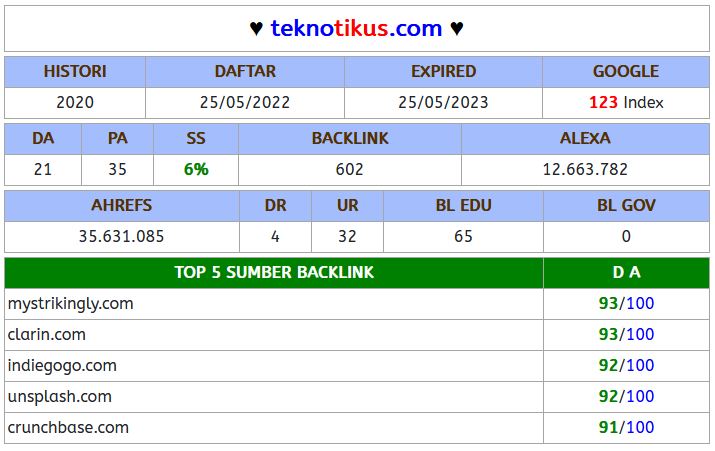 ♥ teknotikus.com ♥
HISTORI DAFTAR EXPIRED GOOGLE
2020 25/05/2022 25/05/2023 123 Index
DA PA SS BACKLINK ALEXA
21 35 6% 602 12.663.782
AHREFS DR UR BL EDU BL GOV
35.631.085 4 32 65 0
TOP 5 SUMBER BACKLINK D A
mystrikingly.com 93/100
clarin.com 93/100
indiegogo.com 92/100
unsplash.com 92/100
crunchbase.com 91/100